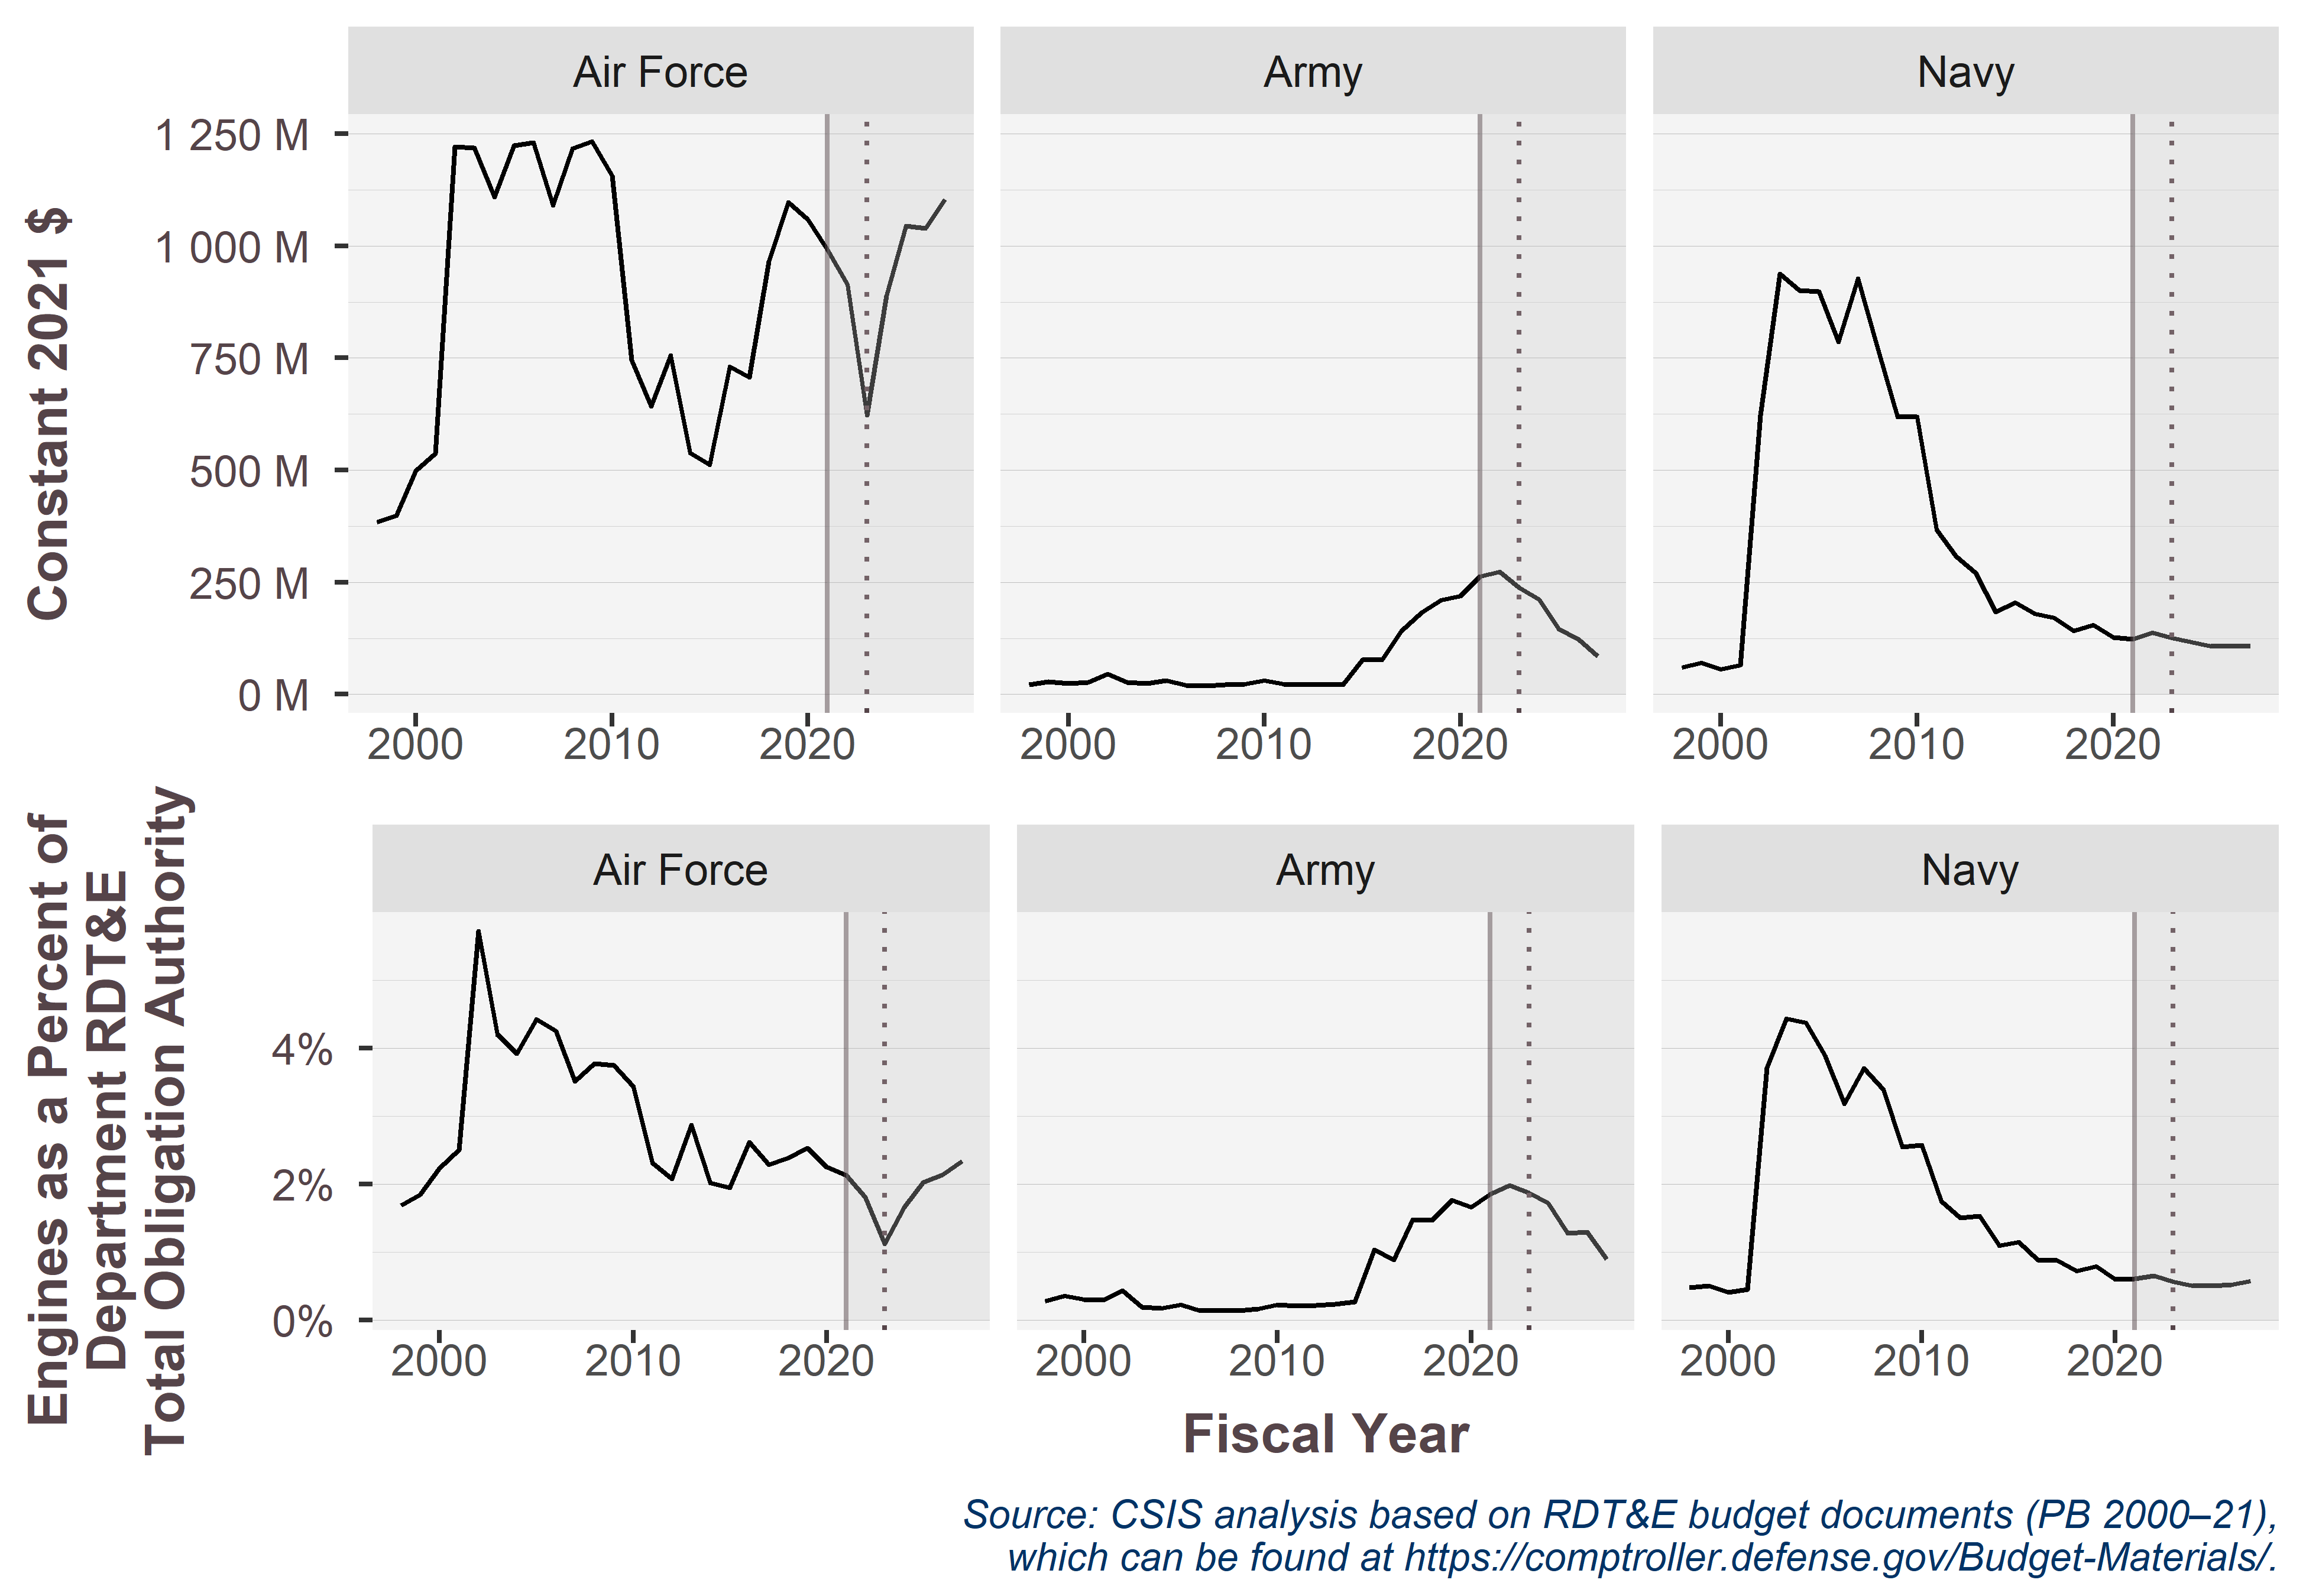 Air Force Army Navy
Constant 2021 $
1 250 M
1 000 M
750 M
500 M
250 M
0 M
2000 2010 2020 2000 2010 2020 2000 2010 2020
Air Force Army Navy
Engines as a Percent of
Department RDT&E
Total Obligation Authority
4%
2%
0%
2000 2010 2020 2000 2010 2020 2000 2010 2020
Fiscal Year
Source: CSIS analysis based on RDT&E budget documents (PB 2000–21),
which can be found at https://comptroller.defense.gov/Budget-Materials/.